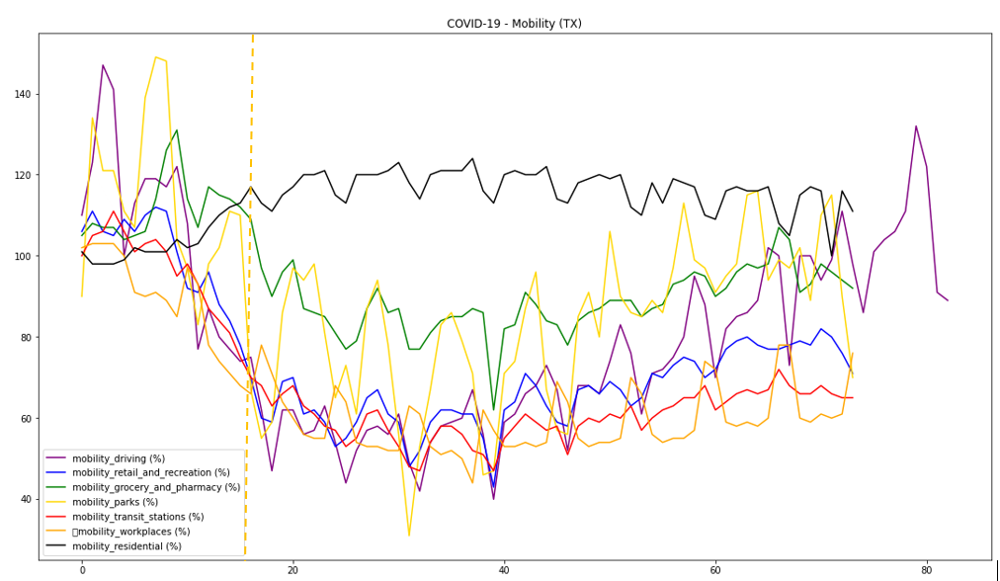 COVID-19 - Mobility (TX)
140
120
100
80
60
40
mobility_driving (%)
mobility_retail_and_recreation (%)
mobility_grocery_and_pharmacy (%)
mobility_parks (%)
mobility_transit_stations (%)
▯mobility_workplaces (%)
mobility_residential (%)
0 20 40 60 80